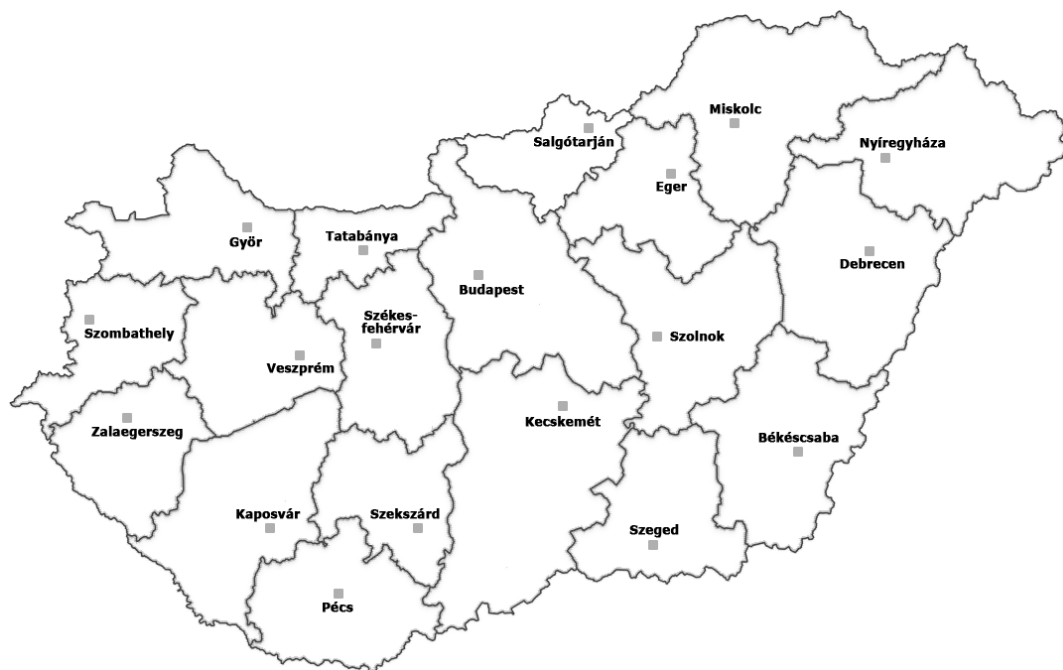 Miskolc
Salgótarján
Nyíregyháza
Eger
Győr
Tatabánya
Debrecen
Budapest
Székes-
fehérvár
Szombathely
Szolnok
Veszprém
Kecskemét
Zalaegerszeg
Békéscsaba
Kaposvár
Szekszárd
Szeged
Pécs